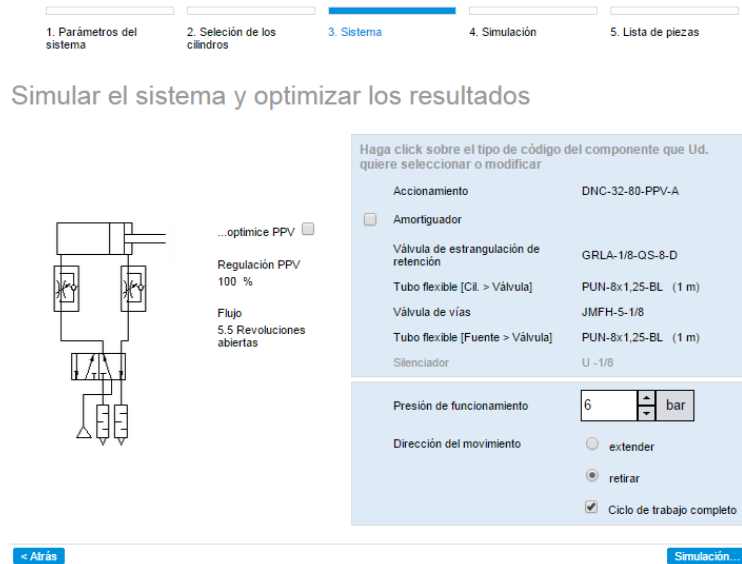 1. Parámetros del
sistema
2. Seleción de los
cilindros
3. Sistema
4. Simulación
5. Lista de piezas
Simular el sistema y optimizar los resultados
...optimice PPV
Regulación PPV
100 %
Flujo
5.5 Revoluciones
abiertas
Haga click sobre el tipo de código del componente que Ud.
quiere seleccionar o modificar
Accionamiento DNC-32-80-PPV-A
Amortiguador
Válvula de estrangulación de
retención GRLA-1/8-QS-8-D
Tubo flexible [Cil. > Válvula] PUN-8x1,25-BL (1 m)
Válvula de vías JMFH-5-1/8
Tubo flexible [Fuente > Válvula] PUN-8x1,25-BL (1 m)
Silenciador U -1/8
Presión de funcionamiento 6 bar
Dirección del movimiento extender
retirar
Ciclo de trabajo completo
< Atrás
Simulación...